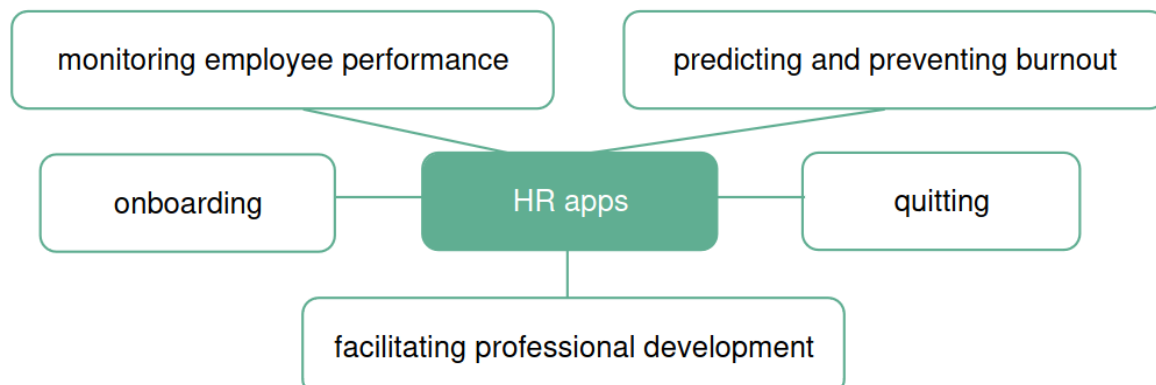 monitoring employee performance
predicting and preventing burnout
onboarding
HR apps
quitting
facilitating professional development